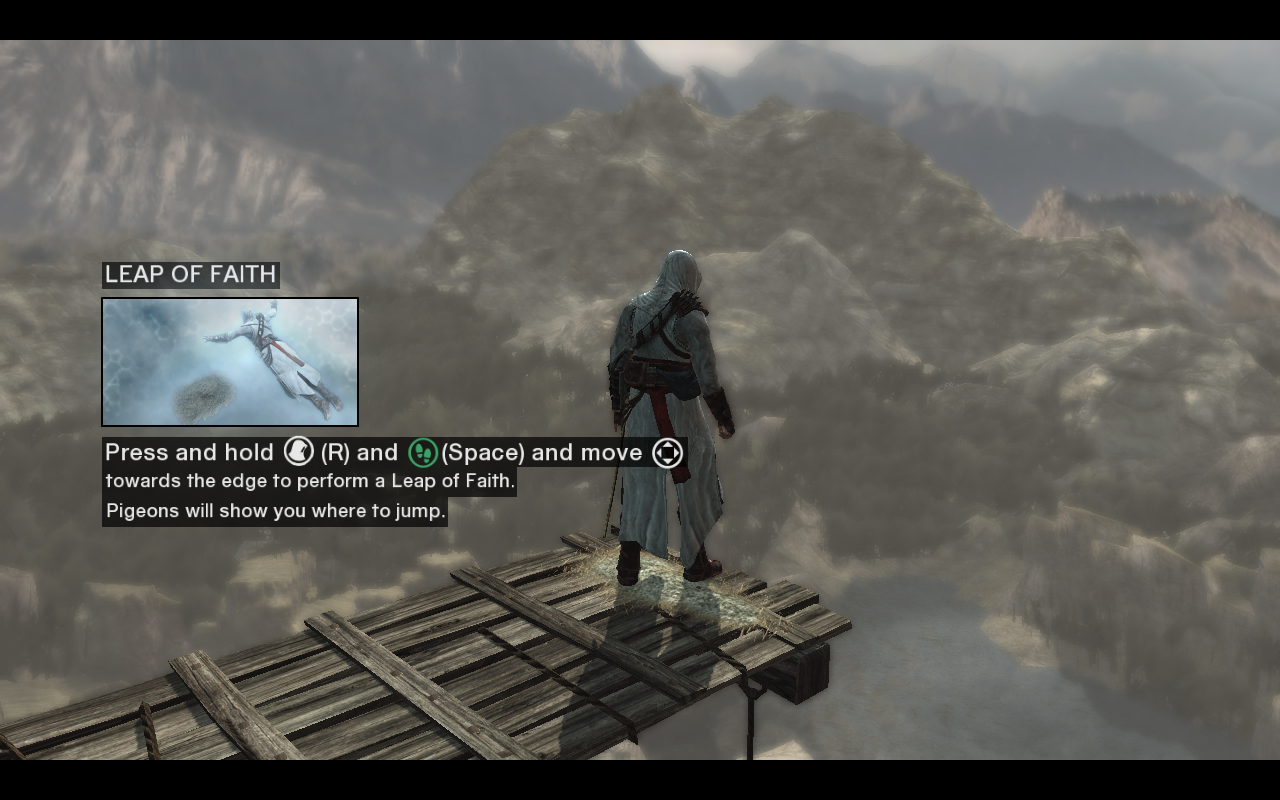 LEAP OF FAITH
Press and hold (R) and (Space) and move
towards the edge to perform a Leap of Faith.
Pigeons will show you where to jump.